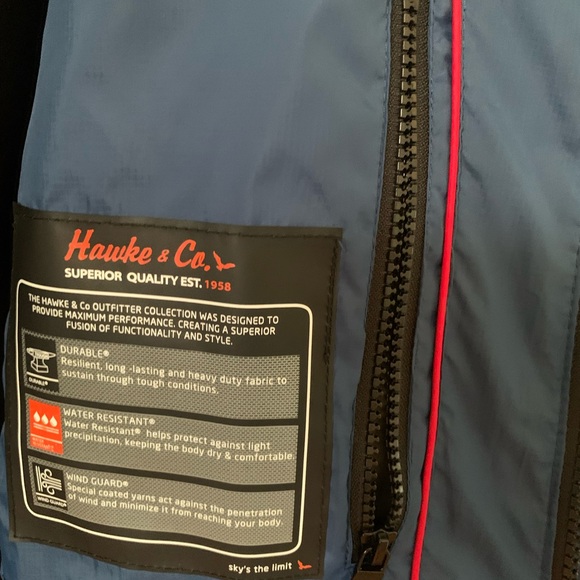 Hawke & Co.
SUPERIOR QUALITY EST. 1958
THE HAWKE & Co OUTFITTER COLLECTION WAS DESIGNED TO
PROVIDE MAXIMUM PERFORMANCE. CREATING A SUPERIOR
FUSION OF FUNCTIONALITY AND STYLE.
DURABLE®
Resilient, long -lasting and heavy duty fabric to
sustain through tough conditions.
DURABLE®
WATER RESISTANT®
Water Resistant® helps protect against light
precipitation, keeping the body dry & comfortable.
WIND GUARD®
Special coated yarns act against the penetration
of wind and minimize it from reaching your body.
WIND GUARD®
sky's the limit